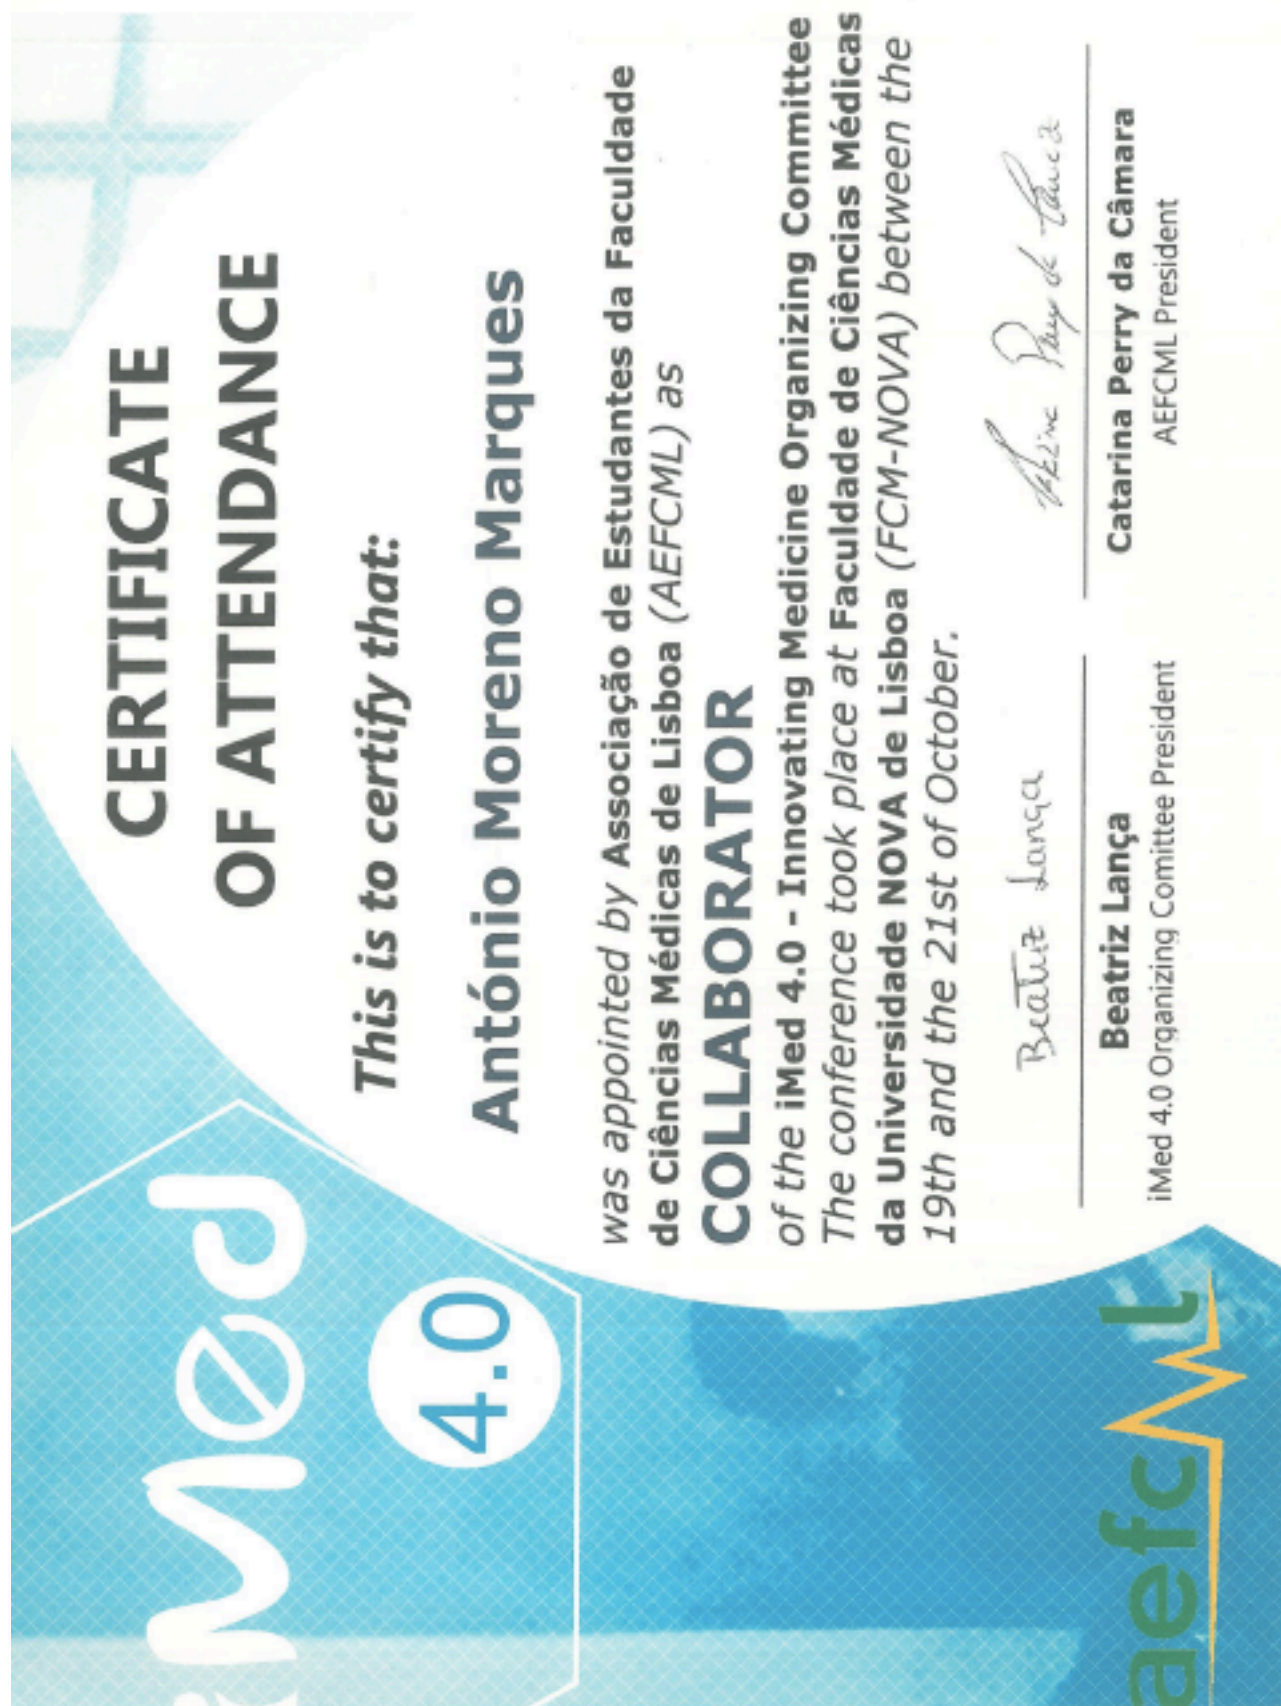 iMed
4.0
CERTIFICATE
OF ATTENDANCE
This is to certify that:
António Moreno Marques
was appointed by Associação de Estudantes da Faculdade
de Ciências Médicas de Lisboa (AEFCML) as
COLLABORATOR
of the iMed 4.0 - Innovating Medicine Organizing Committee
The conference took place at Faculdade de Ciências Médicas
da Universidade NOVA de Lisboa (FCM-NOVA) between the
19th and the 21st of October.
Beatriz Lança
Catarina Perry da Câmara
Beatriz Lança
Catarina Perry da Câmara
iMed 4.0 Organizing Comittee President
AEFCML President
aefcml